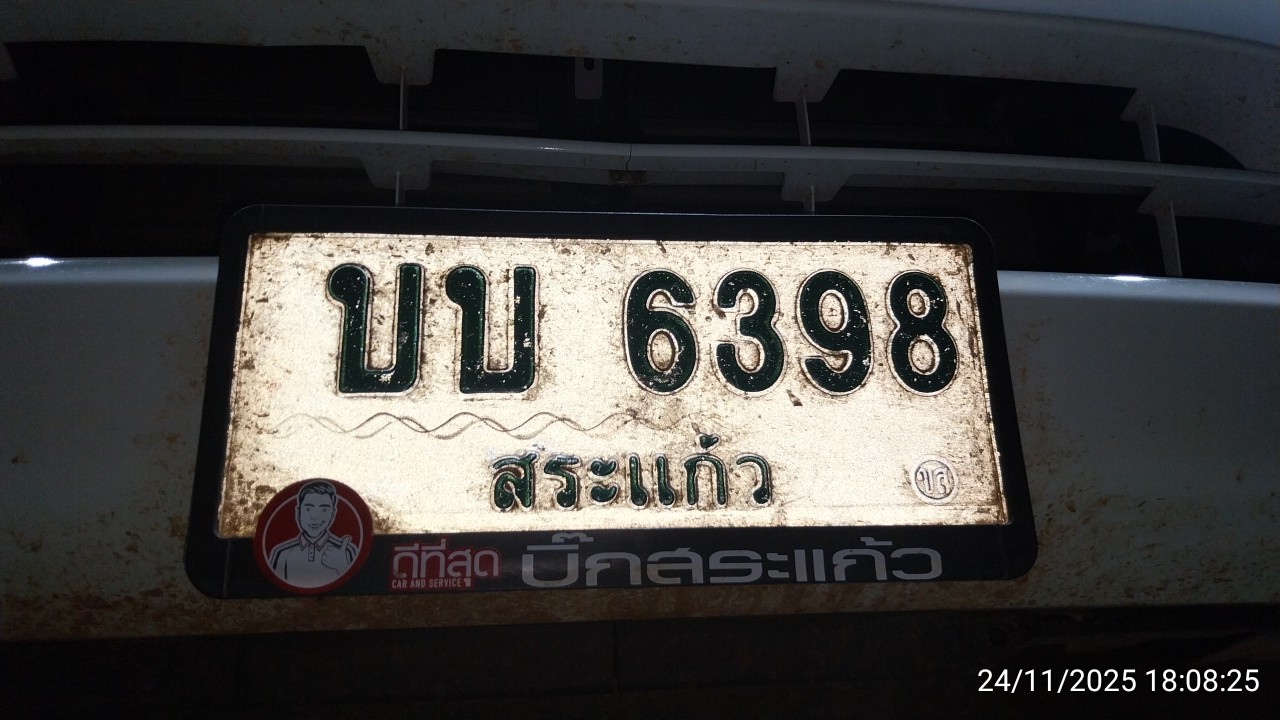 บบ 6398
สระแก้ว
ขส
ดีที่สุด
CAR AND SERVICE
บิ๊กสระแก้ว
24/11/2025 18:08:25